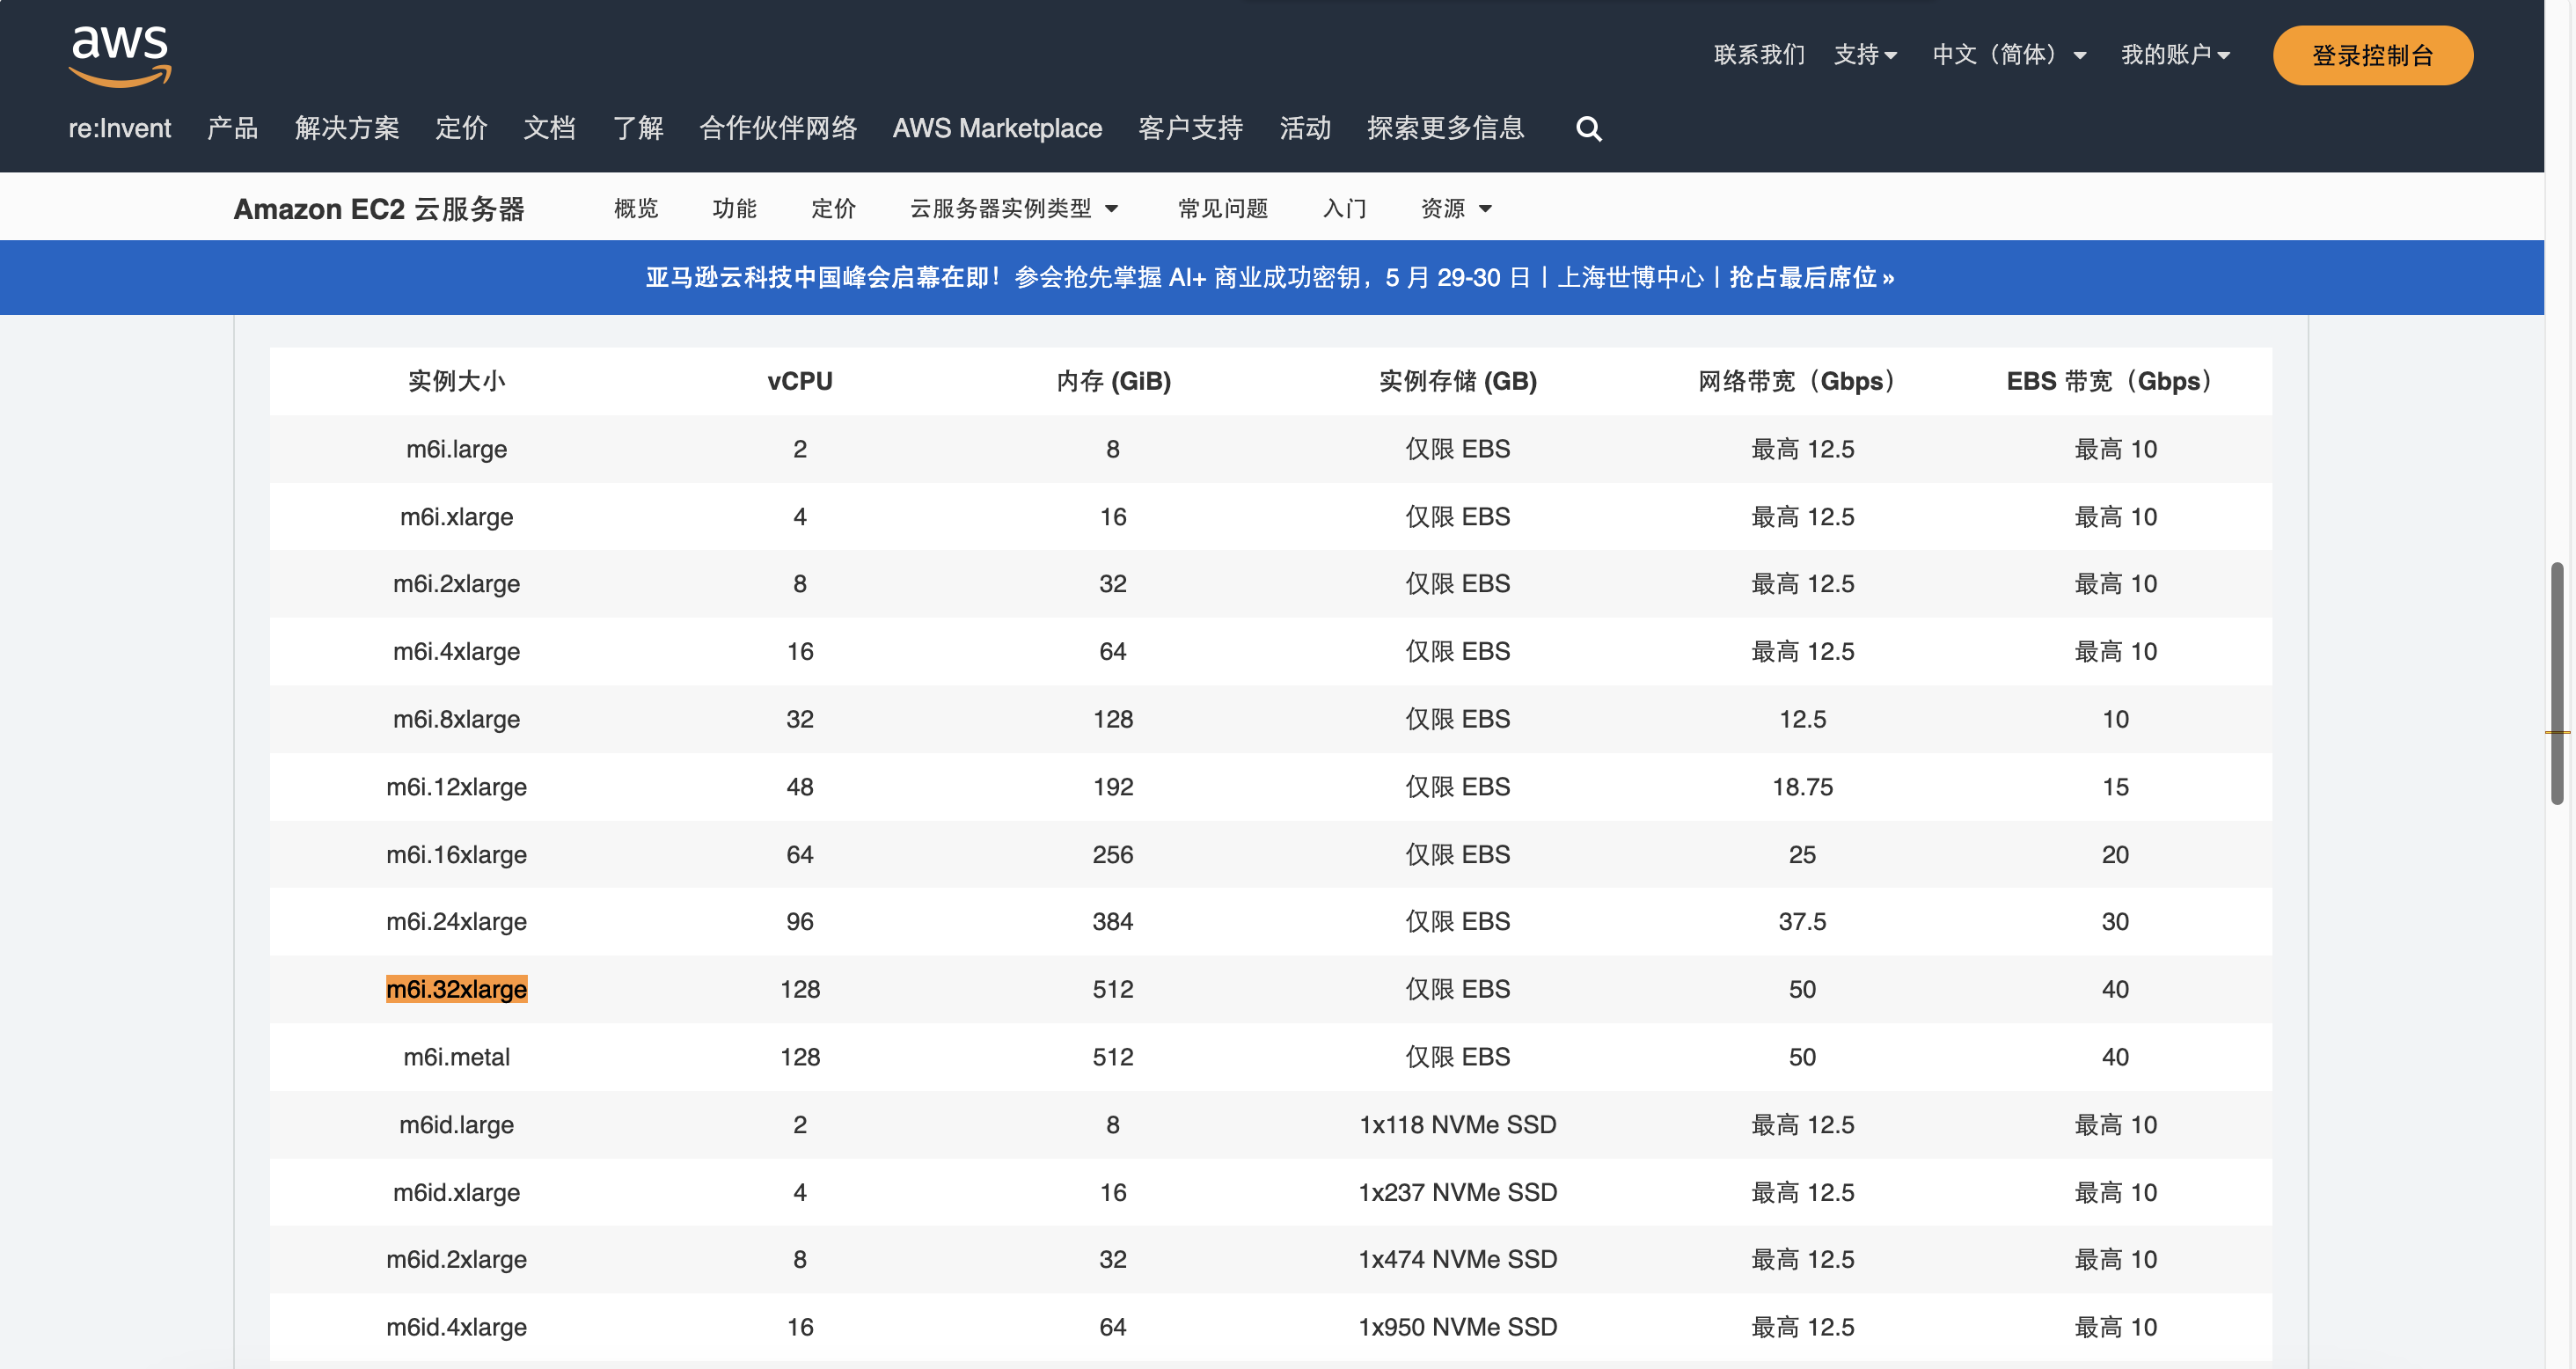 aws
联系我们 支持 中文（简体） 我的账户 登录控制台
re:Invent 产品 解决方案 定价 文档 了解 合作伙伴网络 AWS Marketplace 客户支持 活动 探索更多信息
Amazon EC2 云服务器 概览 功能 定价 云服务器实例类型 常见问题 入门 资源
亚马逊云科技中国峰会启幕在即！参会抢先掌握 AI+ 商业成功密钥，5 月 29-30 日丨上海世博中心丨抢占最后席位 »
实例大小 vCPU 内存 (GiB) 实例存储 (GB) 网络带宽（Gbps） EBS 带宽（Gbps）
m6i.large 2 8 仅限 EBS 最高 12.5 最高 10
m6i.xlarge 4 16 仅限 EBS 最高 12.5 最高 10
m6i.2xlarge 8 32 仅限 EBS 最高 12.5 最高 10
m6i.4xlarge 16 64 仅限 EBS 最高 12.5 最高 10
m6i.8xlarge 32 128 仅限 EBS 12.5 10
m6i.12xlarge 48 192 仅限 EBS 18.75 15
m6i.16xlarge 64 256 仅限 EBS 25 20
m6i.24xlarge 96 384 仅限 EBS 37.5 30
m6i.32xlarge 128 512 仅限 EBS 50 40
m6i.metal 128 512 仅限 EBS 50 40
m6id.large 2 8 1x118 NVMe SSD 最高 12.5 最高 10
m6id.xlarge 4 16 1x237 NVMe SSD 最高 12.5 最高 10
m6id.2xlarge 8 32 1x474 NVMe SSD 最高 12.5 最高 10
m6id.4xlarge 16 64 1x950 NVMe SSD 最高 12.5 最高 10